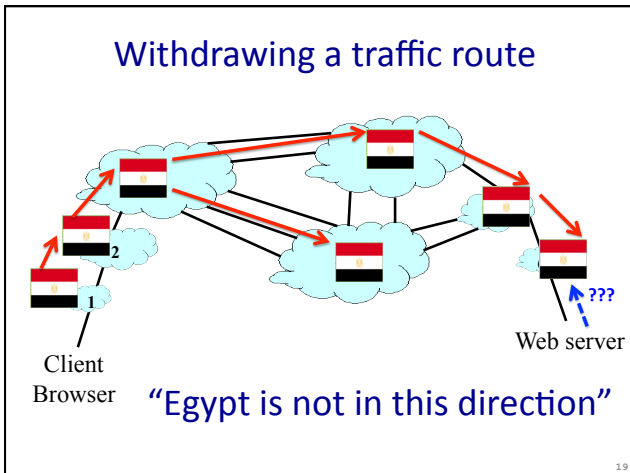 Withdrawing a traffic route
2
1
???
Web server
Client
Browser
“Egypt is not in this direction”
19